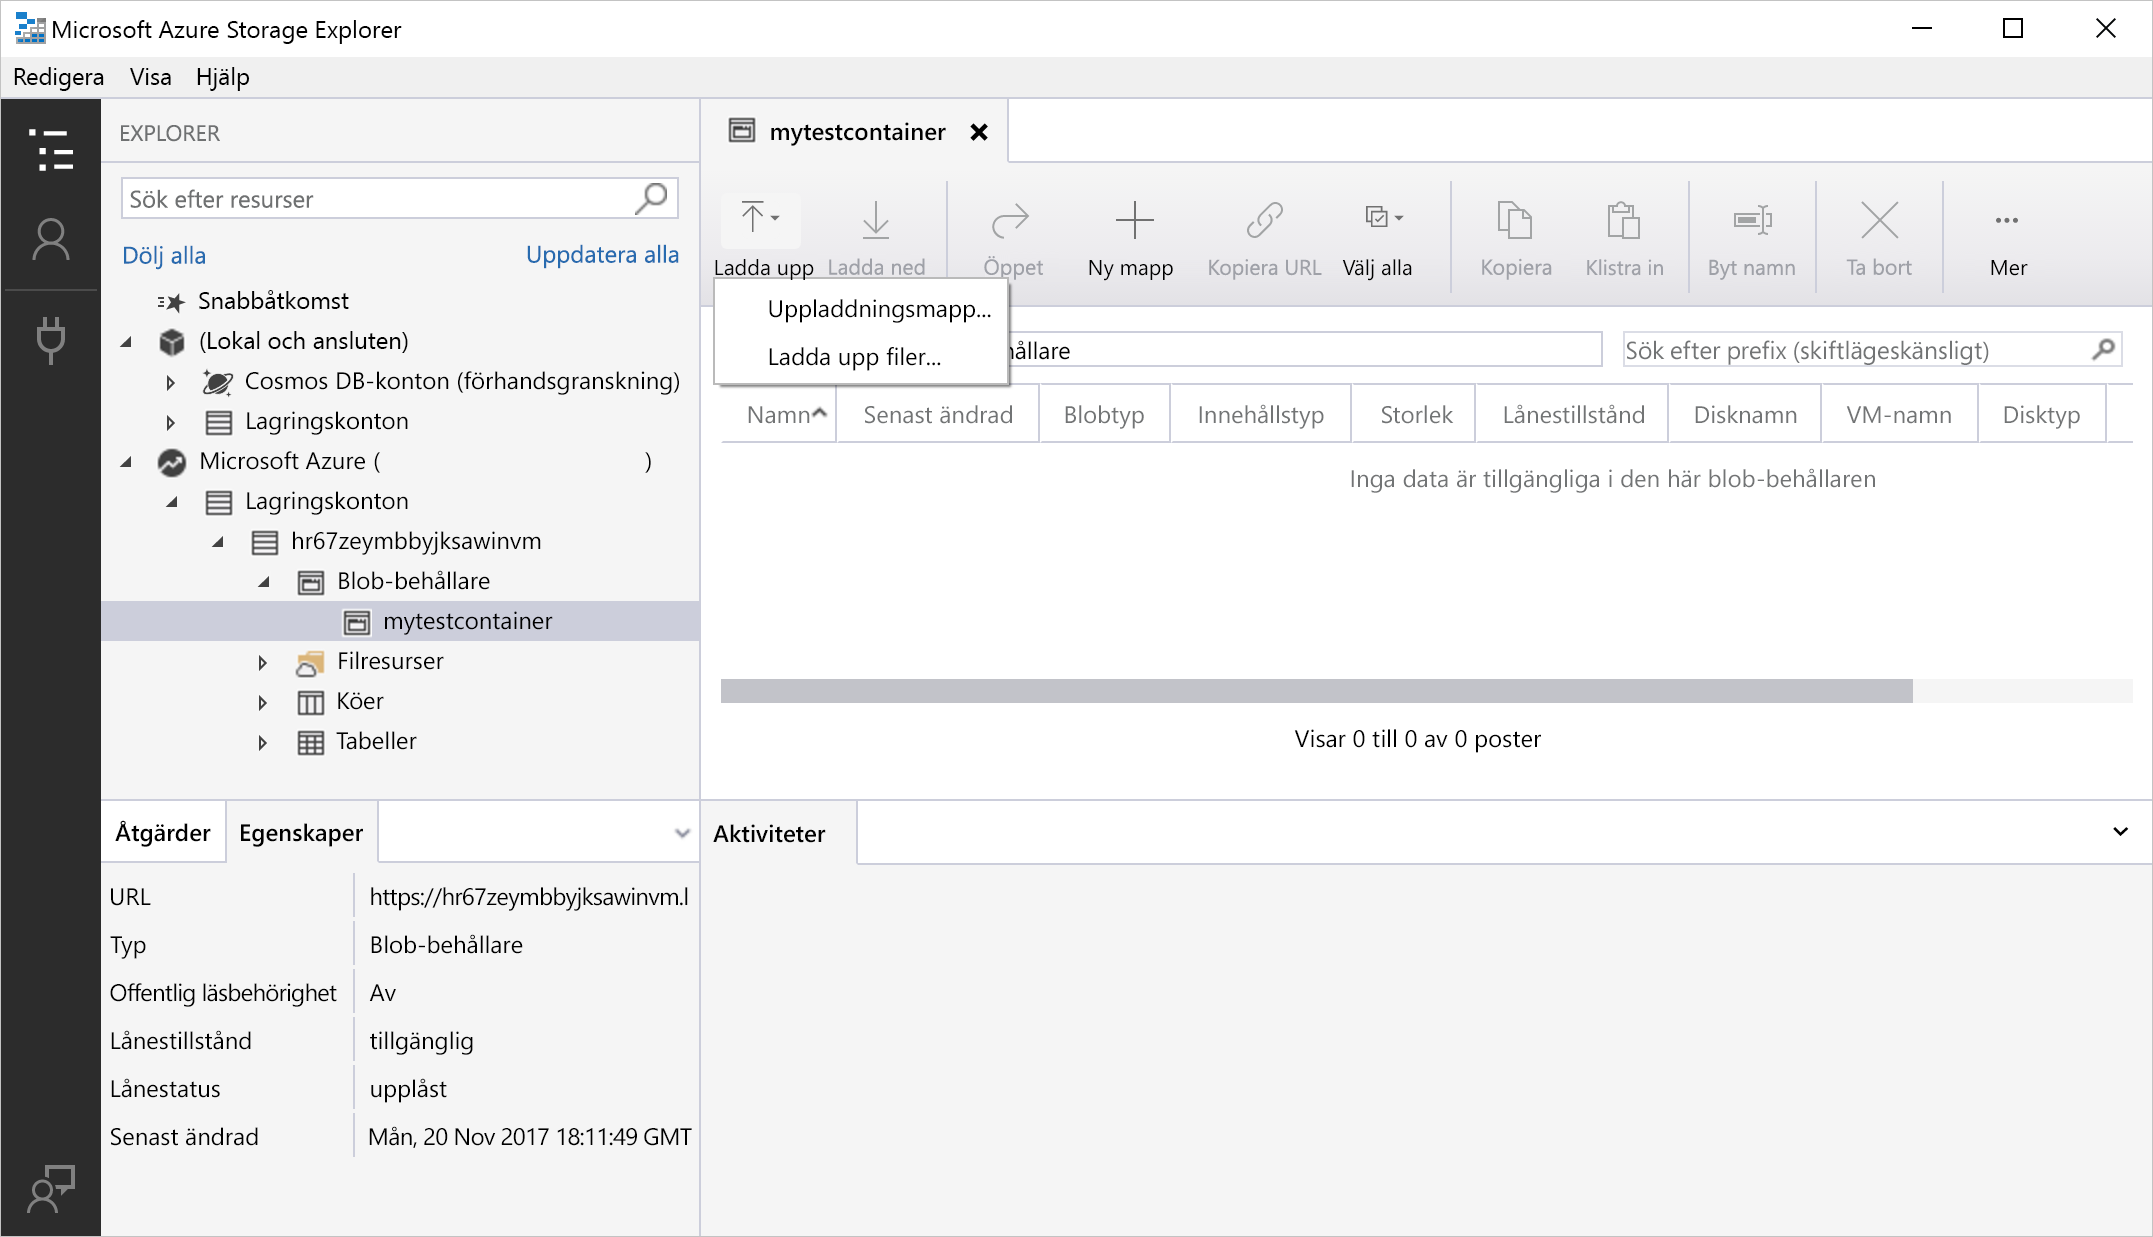 Microsoft Azure Storage Explorer
Redigera Visa Hjälp
EXPLORER
Sök efter resurser
Dölj alla Uppdatera alla
Snabbåtkomst
(Lokal och ansluten)
Cosmos DB-konton (förhandsgranskning)
Lagringskonton
Microsoft Azure ( )
Lagringskonton
hr67zeymbbyjksawinvm
Blob-behållare
mytestcontainer
Filresurser
Köer
Tabeller
Åtgärder Egenskaper
URL https://hr67zeymbbyjksawinvm.l
Typ Blob-behållare
Offentlig läsbehörighet Av
Lånestillstånd tillgänglig
Lånestatus upplåst
Senast ändrad Mån, 20 Nov 2017 18:11:49 GMT
mytestcontainer
Ladda upp Ladda ned Öppet Ny mapp Kopiera URL Välj alla Kopiera Klistra in Byt namn Ta bort Mer
Uppladdningsmapp...
Ladda upp filer...
hållare Sök efter prefix (skiftlägeskänsligt)
Namn Senast ändrad Blobtyp Innehållstyp Storlek Lånestillstånd Disknamn VM-namn Disktyp
Inga data är tillgängliga i den här blob-behållaren
Visar 0 till 0 av 0 poster
Aktiviteter